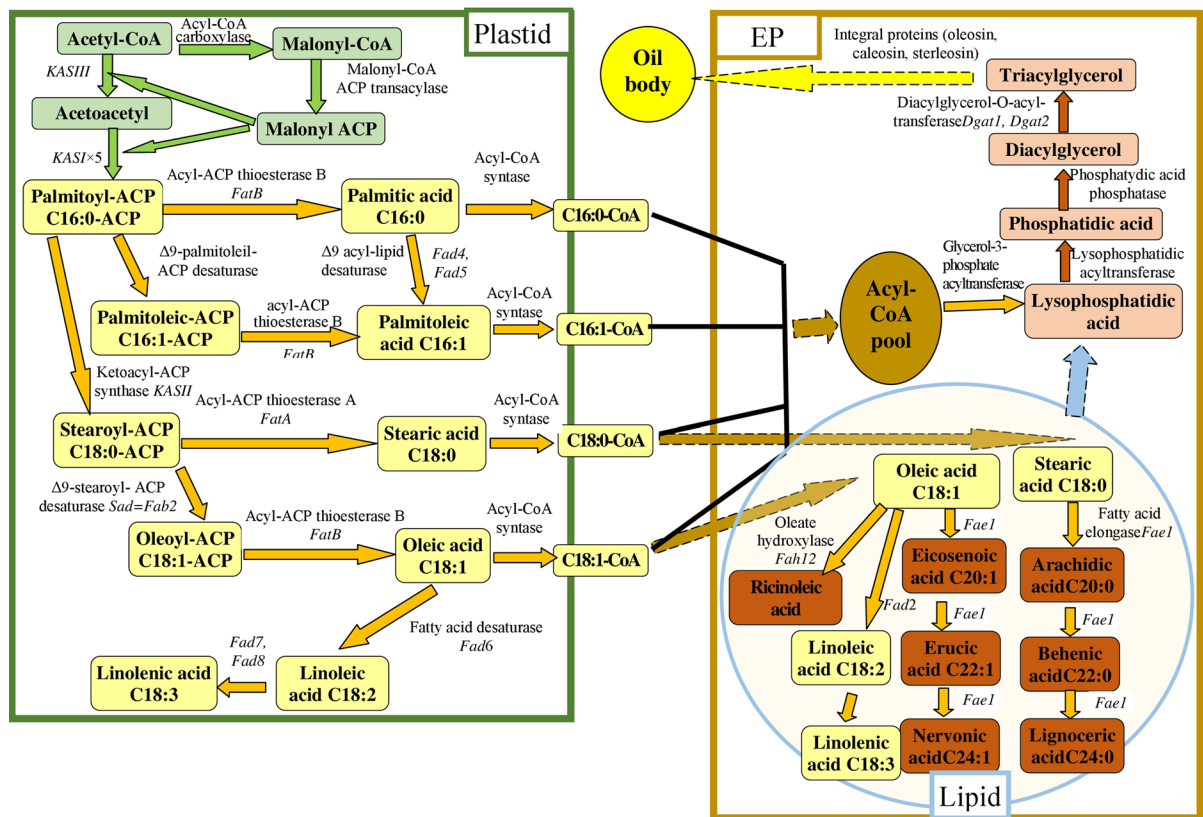 Plastid
Acetyl-CoA
Acyl-CoA
carboxylase
Malonyl-CoA
KASIII
Malonyl-CoA
ACP transacylase
Acetoacetyl
Malonyl ACP
KASI×5
Palmitoyl-ACP
C16:0-ACP
Acyl-ACP thioesterase B
FatB
Palmitic acid
C16:0
Acyl-CoA
syntase
C16:0-CoA
Δ9-palmitoleil-
ACP desaturase
Δ9 acyl-lipid
desaturase
Fad4,
Fad5
Palmitoleic-ACP
C16:1-ACP
acyl-ACP
thioesterase B
FatB
Palmitoleic
acid C16:1
Acyl-CoA
syntase
C16:1-CoA
Ketoacyl-ACP
synthase KASII
Stearoyl-ACP
C18:0-ACP
Acyl-ACP thioesterase A
FatA
Stearic acid
C18:0
Acyl-CoA
syntase
C18:0-CoA
Δ9-stearoyl- ACP
desaturase Sad=Fab2
Oleoyl-ACP
C18:1-ACP
Acyl-ACP thioesterase B
FatB
Oleic acid
C18:1
Acyl-CoA
syntase
C18:1-CoA
Fatty acid desaturase
Fad6
Linoleic
acid C18:2
Fad7,
Fad8
Linolenic acid
C18:3
EP
Oil
body
Integral proteins (oleosin,
caleosin, sterleosin)
Triacylglycerol
Diacylglycerol-O-acyl-
transferaseDgat1, Dgat2
Diacylglycerol
Phosphatydic acid
phosphatase
Phosphatidic acid
Lysophosphatidic
acyltransferase
Glycerol-3-
phosphate
acyltransferase
Lysophosphatidic
acid
Acyl-
CoA
pool
Oleic acid
C18:1
Stearic
acid C18:0
Oleate
hydroxylase
Fah12
Fae1
Fatty acid
elongaseFae1
Ricinoleic
acid
Eicosenoic
acid C20:1
Arachidic
acidC20:0
Fad2
Fae1
Fae1
Linoleic
acid C18:2
Erucic
acid C22:1
Behenic
acidC22:0
Fae1
Fae1
Linolenic
acid C18:3
Nervonic
acidC24:1
Lignoceric
acidC24:0
Lipid